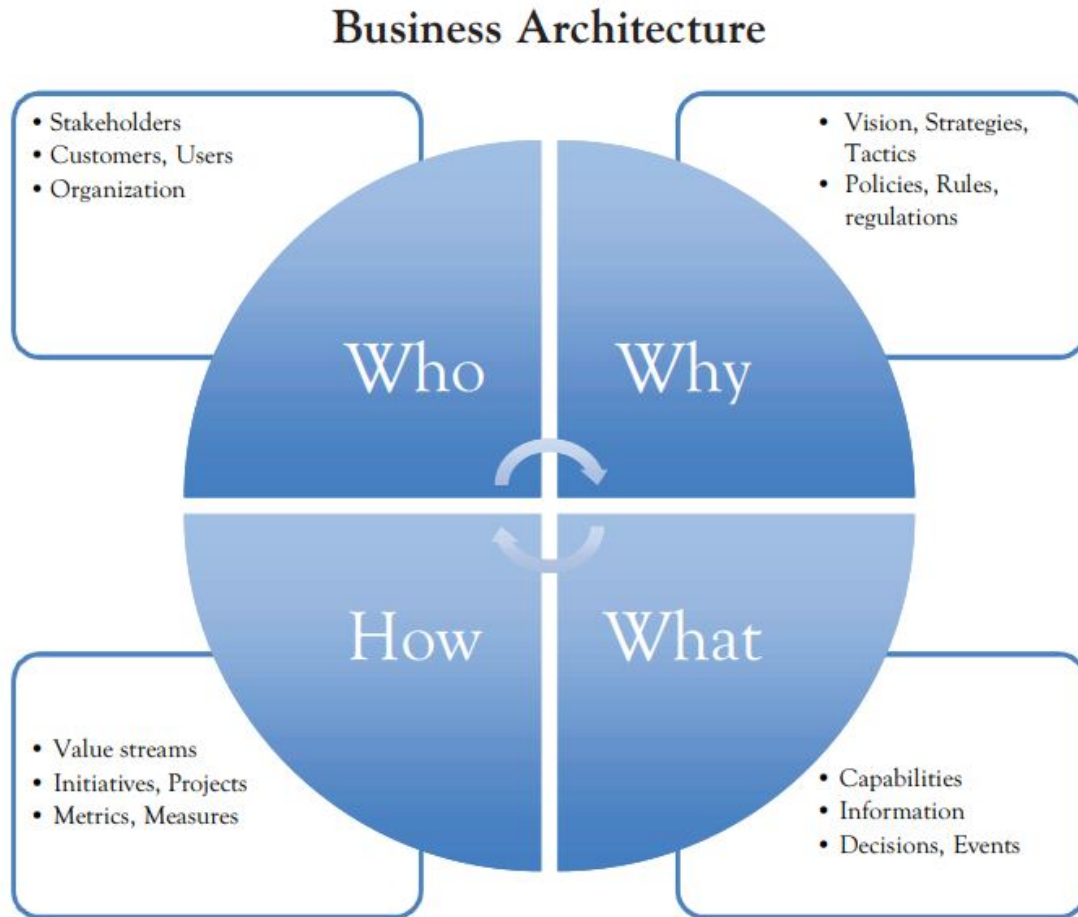 Business Architecture
• Stakeholders
• Customers, Users
• Organization
• Vision, Strategies,
Tactics
• Policies, Rules,
regulations
Who
Why
How
What
• Value streams
• Initiatives, Projects
• Metrics, Measures
• Capabilities
• Information
• Decisions, Events